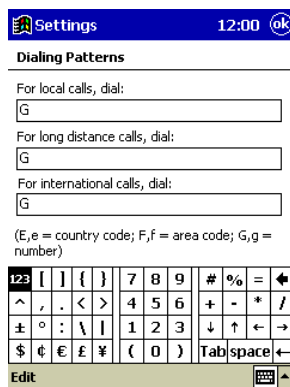 Settings 12:00 ok
Dialing Patterns
For local calls, dial:
G
For long distance calls, dial:
G
For international calls, dial:
G
(E,e = country code; F,f = area code; G,g =
number)
123 [ ] { } 7 8 9 # % = ←
^ , . < > 4 5 6 + - * /
± ° : \ | 1 2 3 ↓ ↑ ← →
$ ¢ € £ ¥ ( 0 ) Tab space ←
Edit